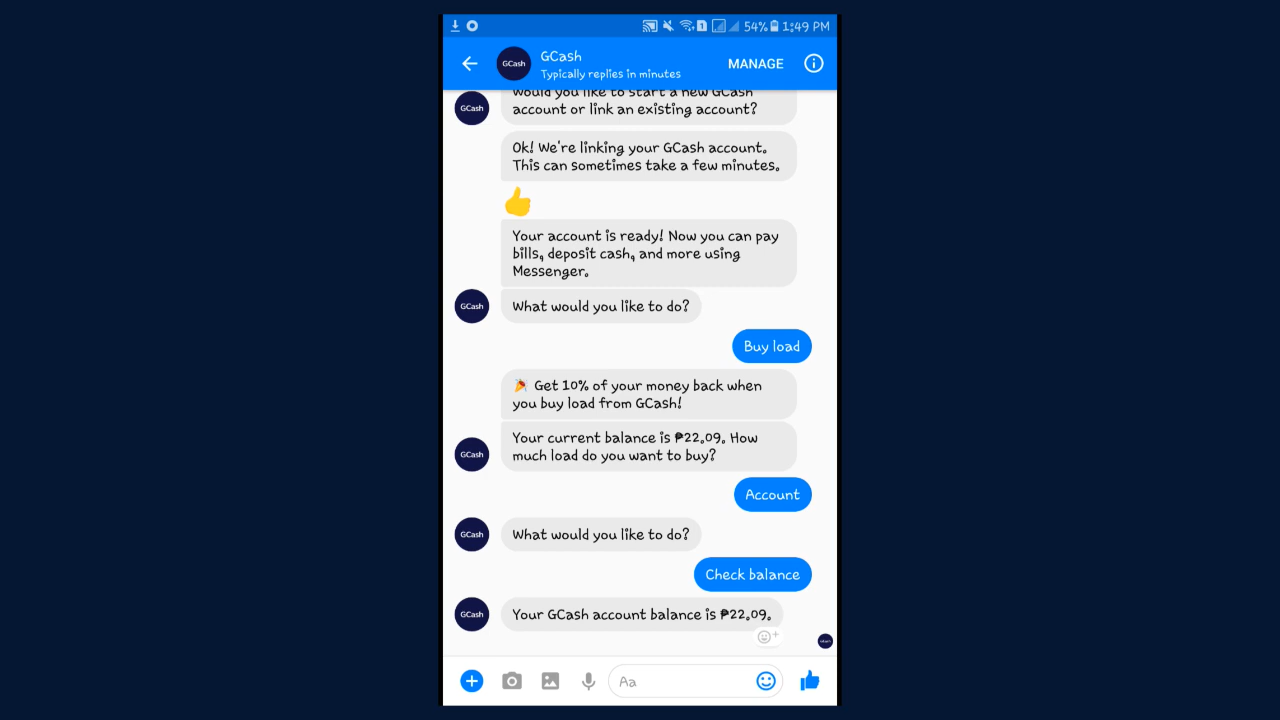 54% 1:49 PM
GCash
GCash
Typically replies in minutes
MANAGE
would you like to start a new GCash
account or link an existing account?
GCash
Ok! We're linking your GCash account.
This can sometimes take a few minutes.
Your account is ready! Now you can pay
bills, deposit cash, and more using
Messenger.
GCash
What would you like to do?
Buy load
Get 10% of your money back when
you buy load from GCash!
Your current balance is ₱22.09. How
much load do you want to buy?
GCash
Account
GCash
What would you like to do?
Check balance
GCash
Your GCash account balance is ₱22.09.
Aa